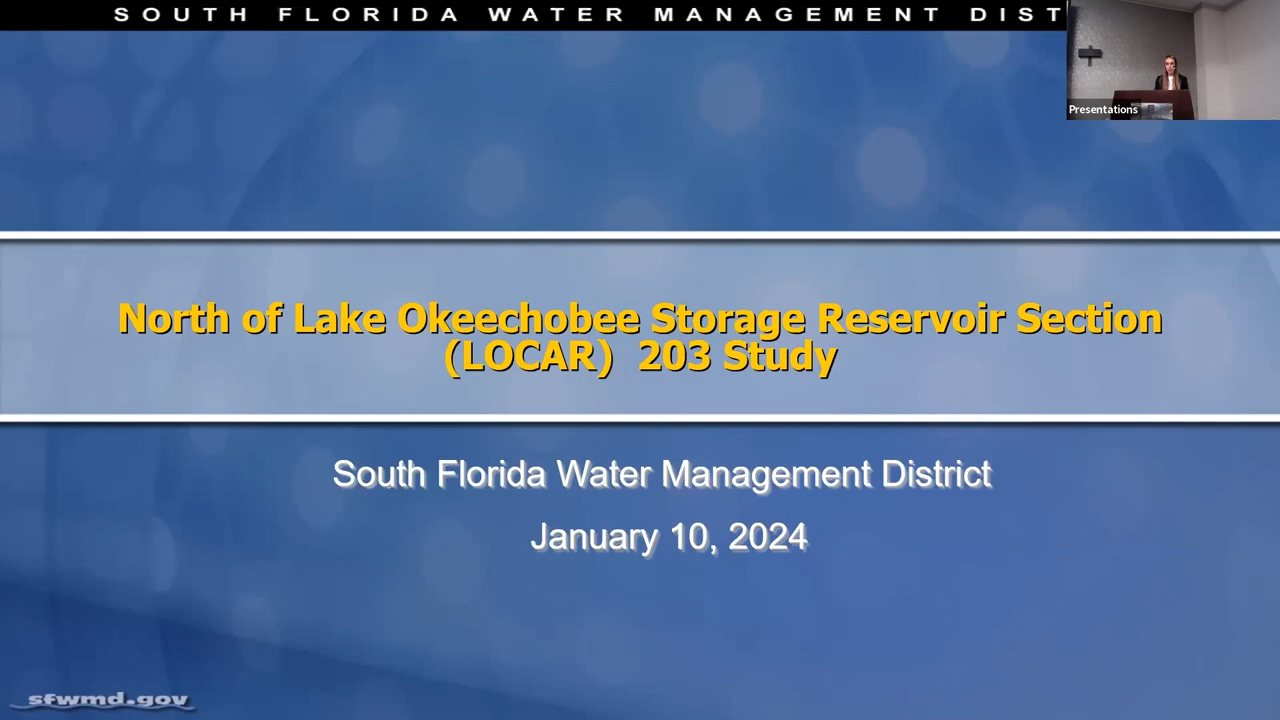 SOUTH FLORIDA WATER MANAGEMENT DIST
Presentations
North of Lake Okeechobee Storage Reservoir Section
(LOCAR) 203 Study
South Florida Water Management District
January 10, 2024
sfwmd.gov